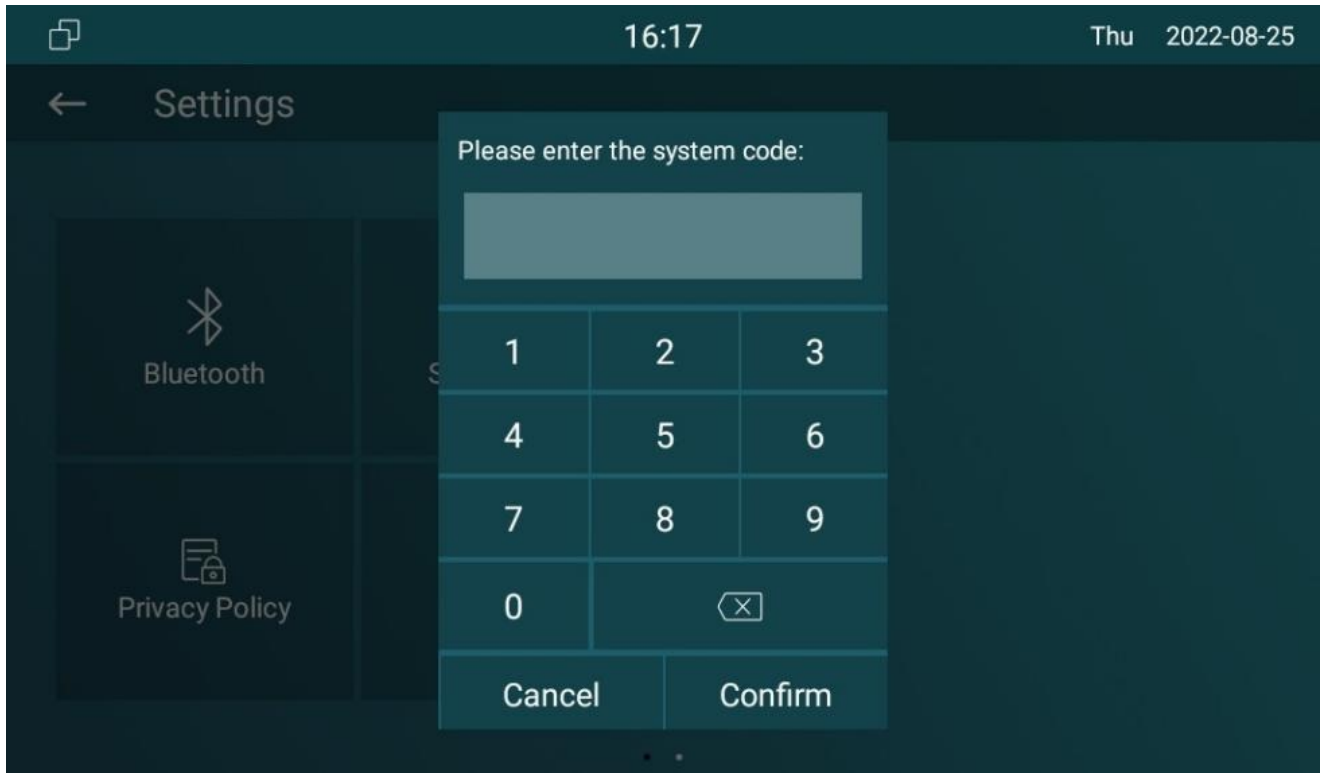 16:17
Thu 2022-08-25
Settings
Please enter the system code:
Bluetooth
S
1 2 3
4 5 6
7 8 9
Privacy Policy
0
Cancel Confirm